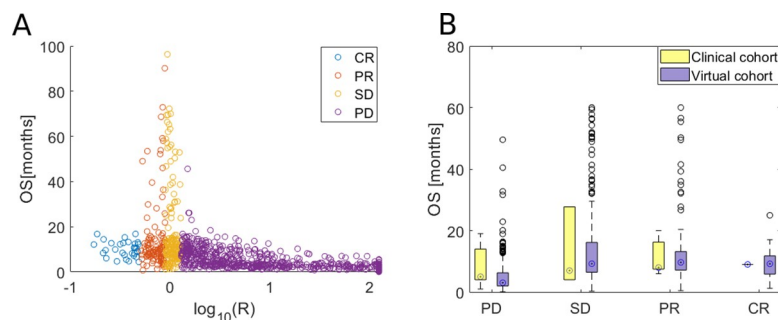 A
100
80
60
40
20
0
OS[months]
-1
0
1
2
log10(R)
CR
PR
SD
PD
B
80
60
40
20
0
OS [months]
PD
SD
PR
CR
Clinical cohort
Virtual cohort